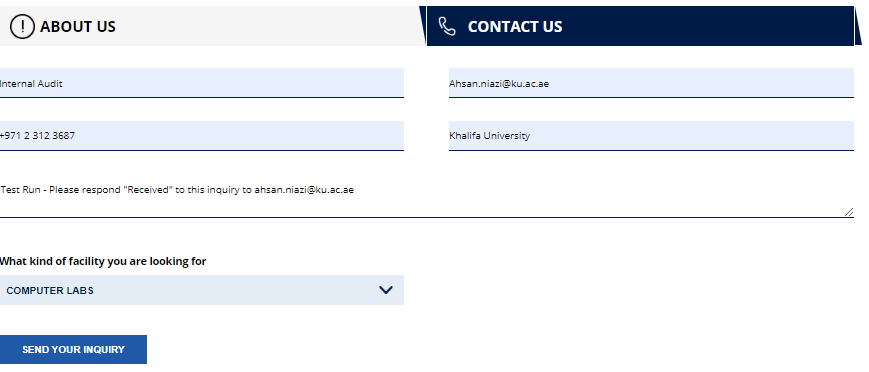 ABOUT US
CONTACT US
Internal Audit
Ahsan.niazi@ku.ac.ae
+971 2 312 3687
Khalifa University
Test Run - Please respond "Received" to this inquiry to ahsan.niazi@ku.ac.ae
What kind of facility you are looking for
COMPUTER LABS
SEND YOUR INQUIRY